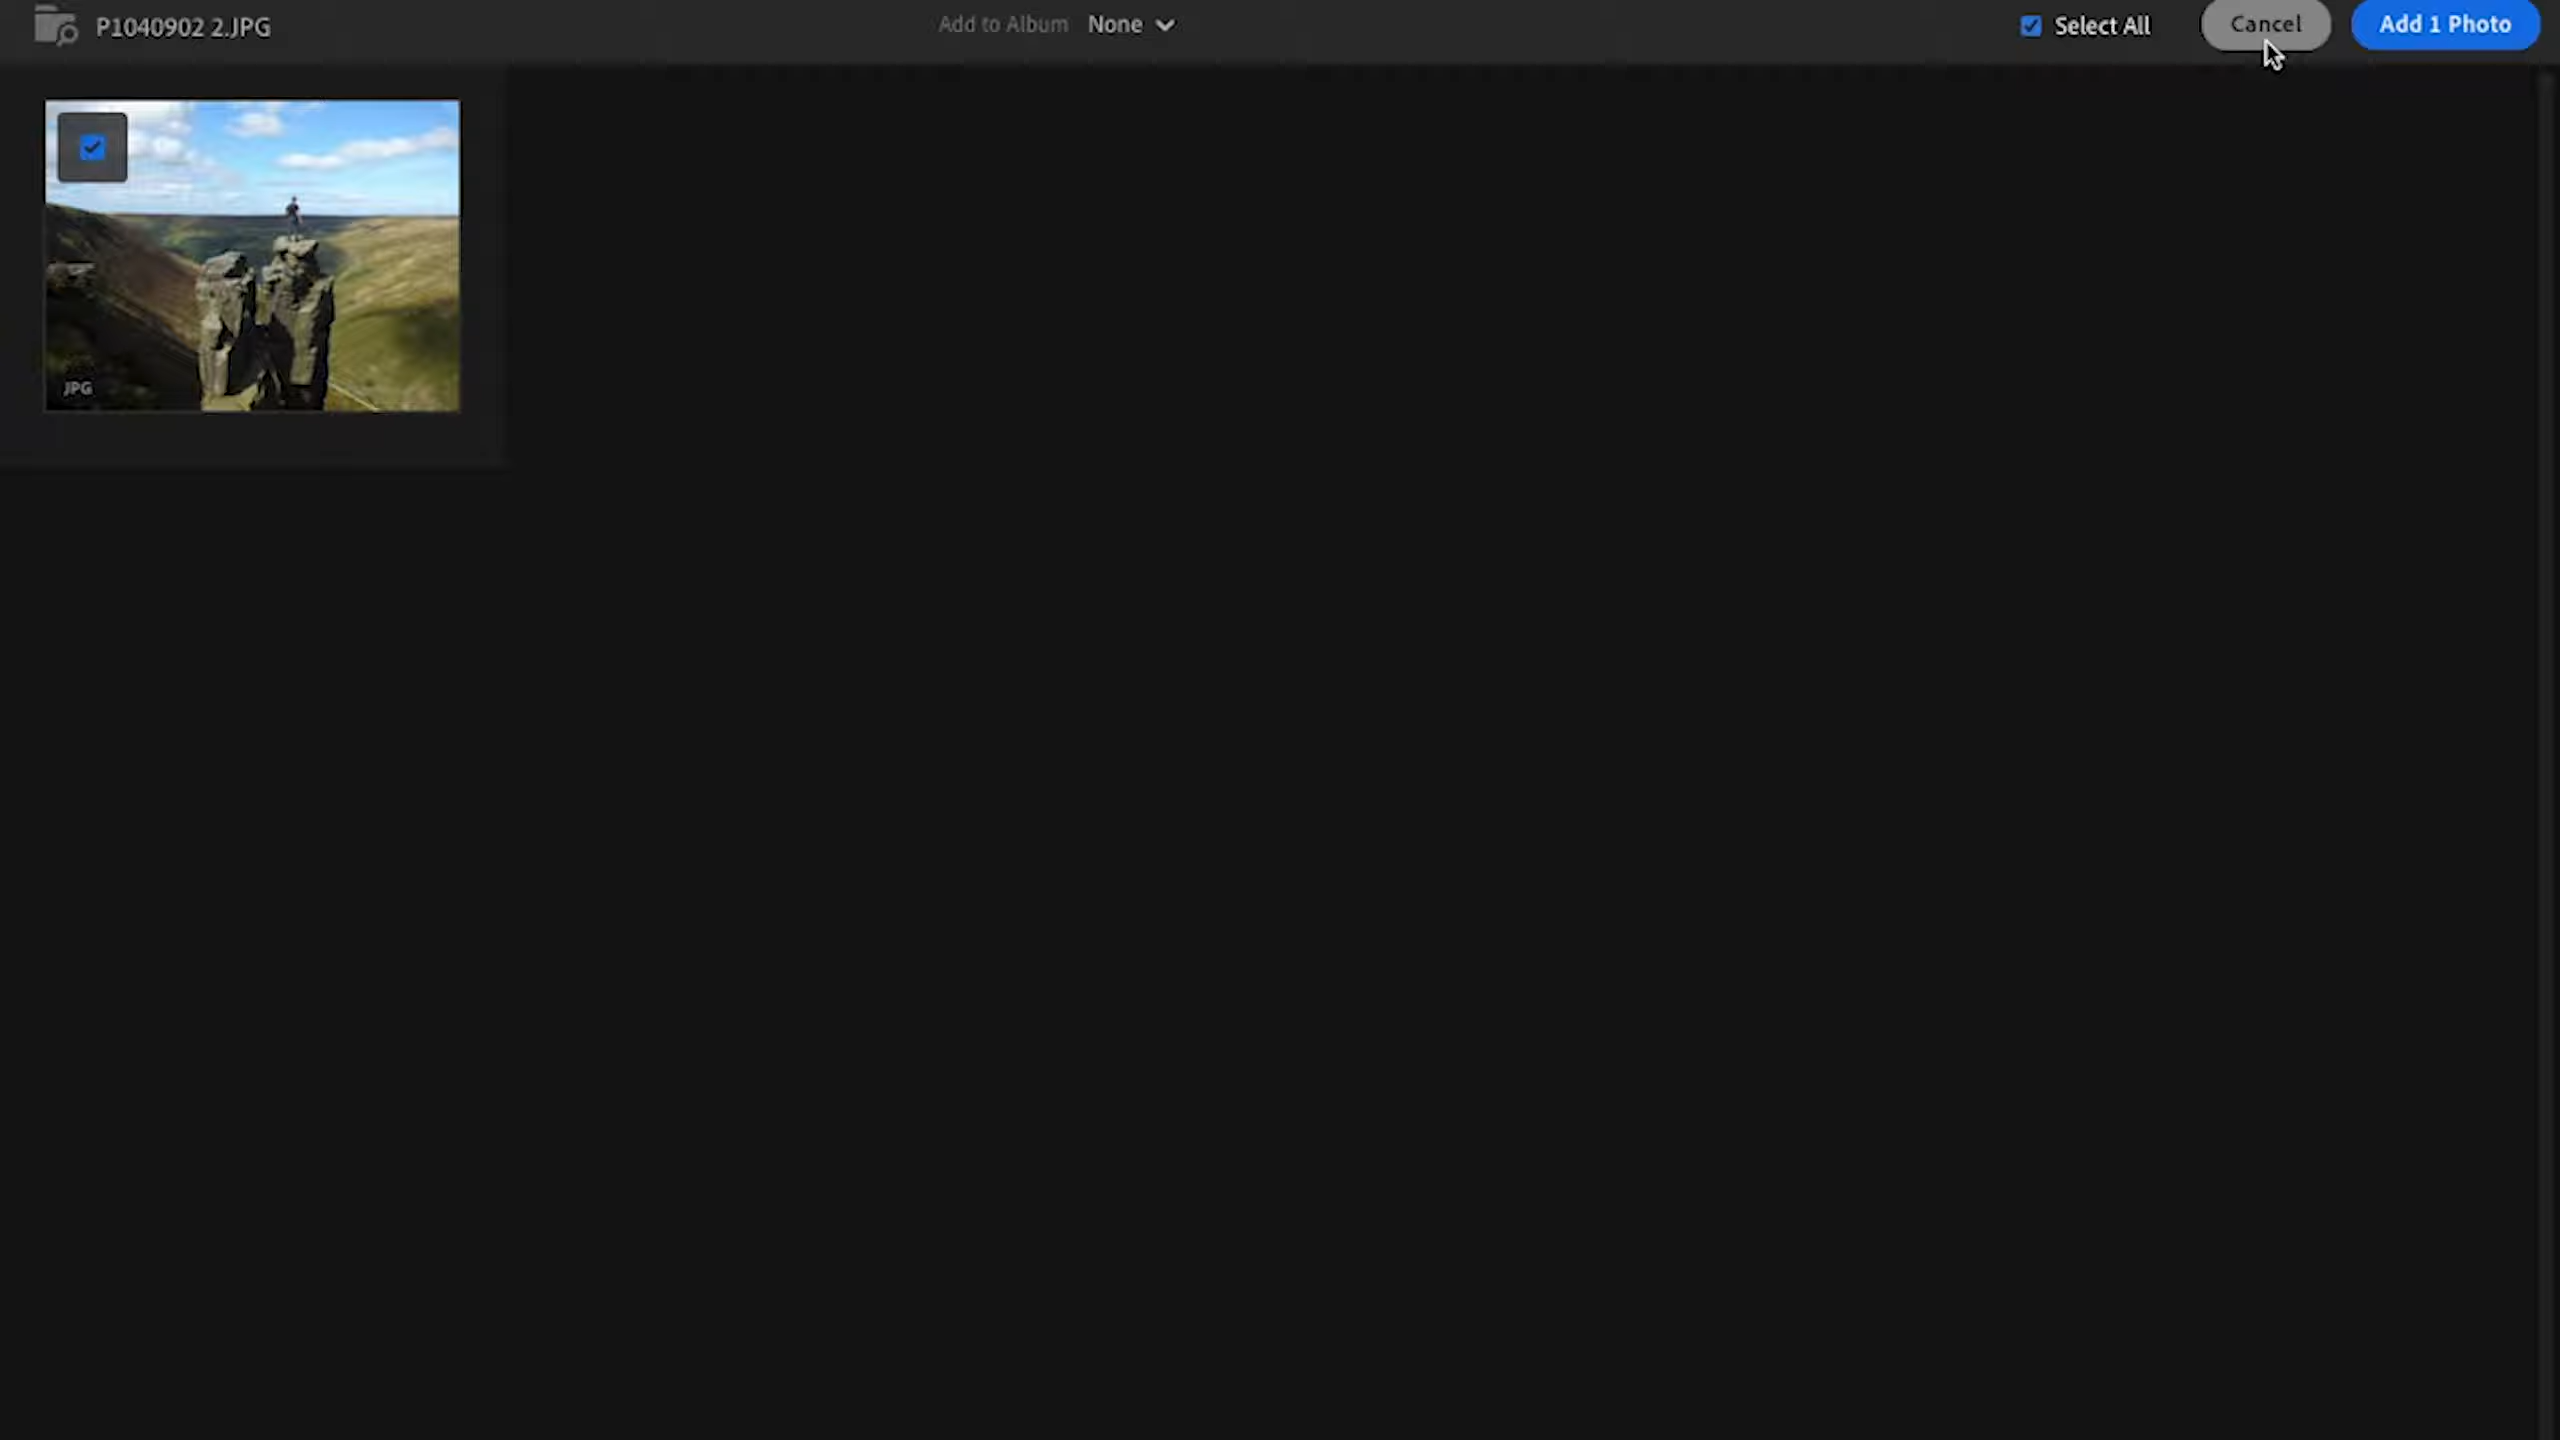 P1040902 2.JPG
Add to Album None
Select All
Cancel
Add 1 Photo
JPG